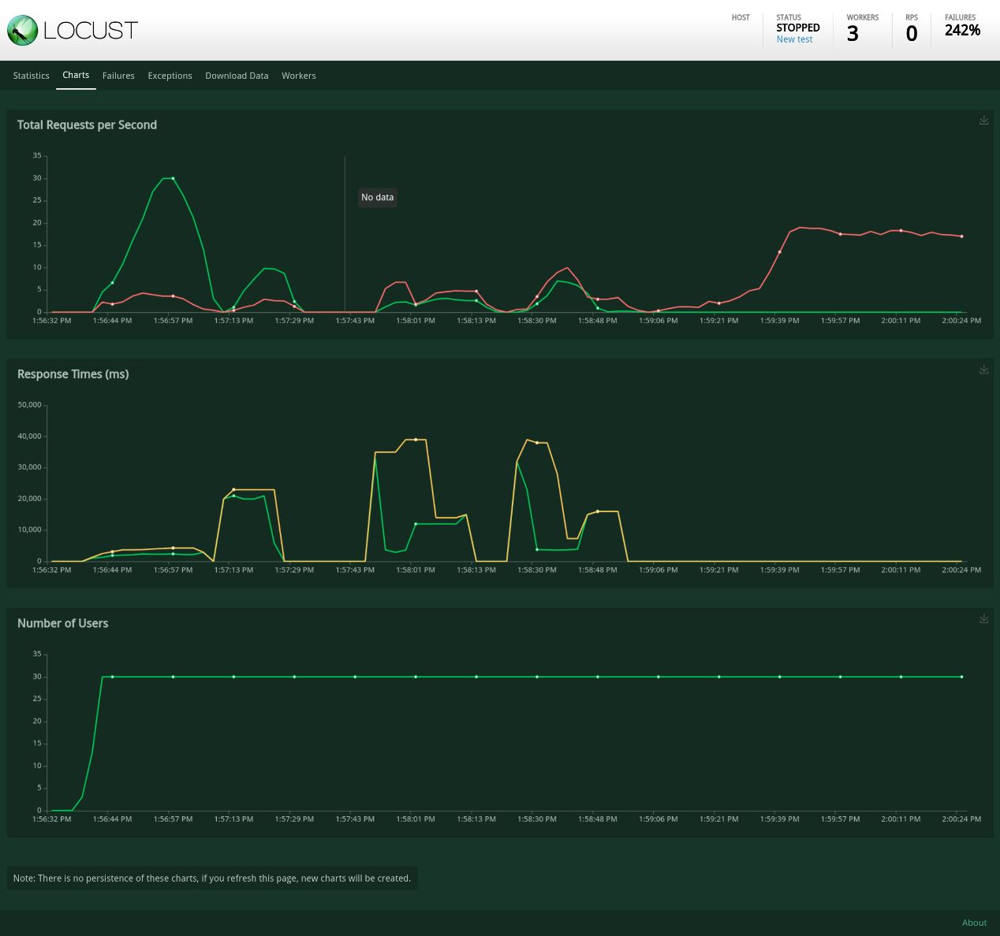 LOCUST
HOST
STATUS
STOPPED
New test
WORKERS
3
RPS
0
FAILURES
242%
Statistics Charts Failures Exceptions Download Data Workers
Total Requests per Second
35
30
25
20
15
10
5
0
No data
1:56:32 PM 1:56:44 PM 1:56:57 PM 1:57:13 PM 1:57:29 PM 1:57:43 PM 1:58:01 PM 1:58:13 PM 1:58:30 PM 1:58:48 PM 1:59:06 PM 1:59:21 PM 1:59:39 PM 1:59:57 PM 2:00:11 PM 2:00:24 PM
Response Times (ms)
50,000
40,000
30,000
20,000
10,000
0
1:56:32 PM 1:56:44 PM 1:56:57 PM 1:57:13 PM 1:57:29 PM 1:57:43 PM 1:58:01 PM 1:58:13 PM 1:58:30 PM 1:58:48 PM 1:59:06 PM 1:59:21 PM 1:59:39 PM 1:59:57 PM 2:00:11 PM 2:00:24 PM
Number of Users
35
30
25
20
15
10
5
0
1:56:32 PM 1:56:44 PM 1:56:57 PM 1:57:13 PM 1:57:29 PM 1:57:43 PM 1:58:01 PM 1:58:13 PM 1:58:30 PM 1:58:48 PM 1:59:06 PM 1:59:21 PM 1:59:39 PM 1:59:57 PM 2:00:11 PM 2:00:24 PM
Note: There is no persistence of these charts, if you refresh this page, new charts will be created.
About